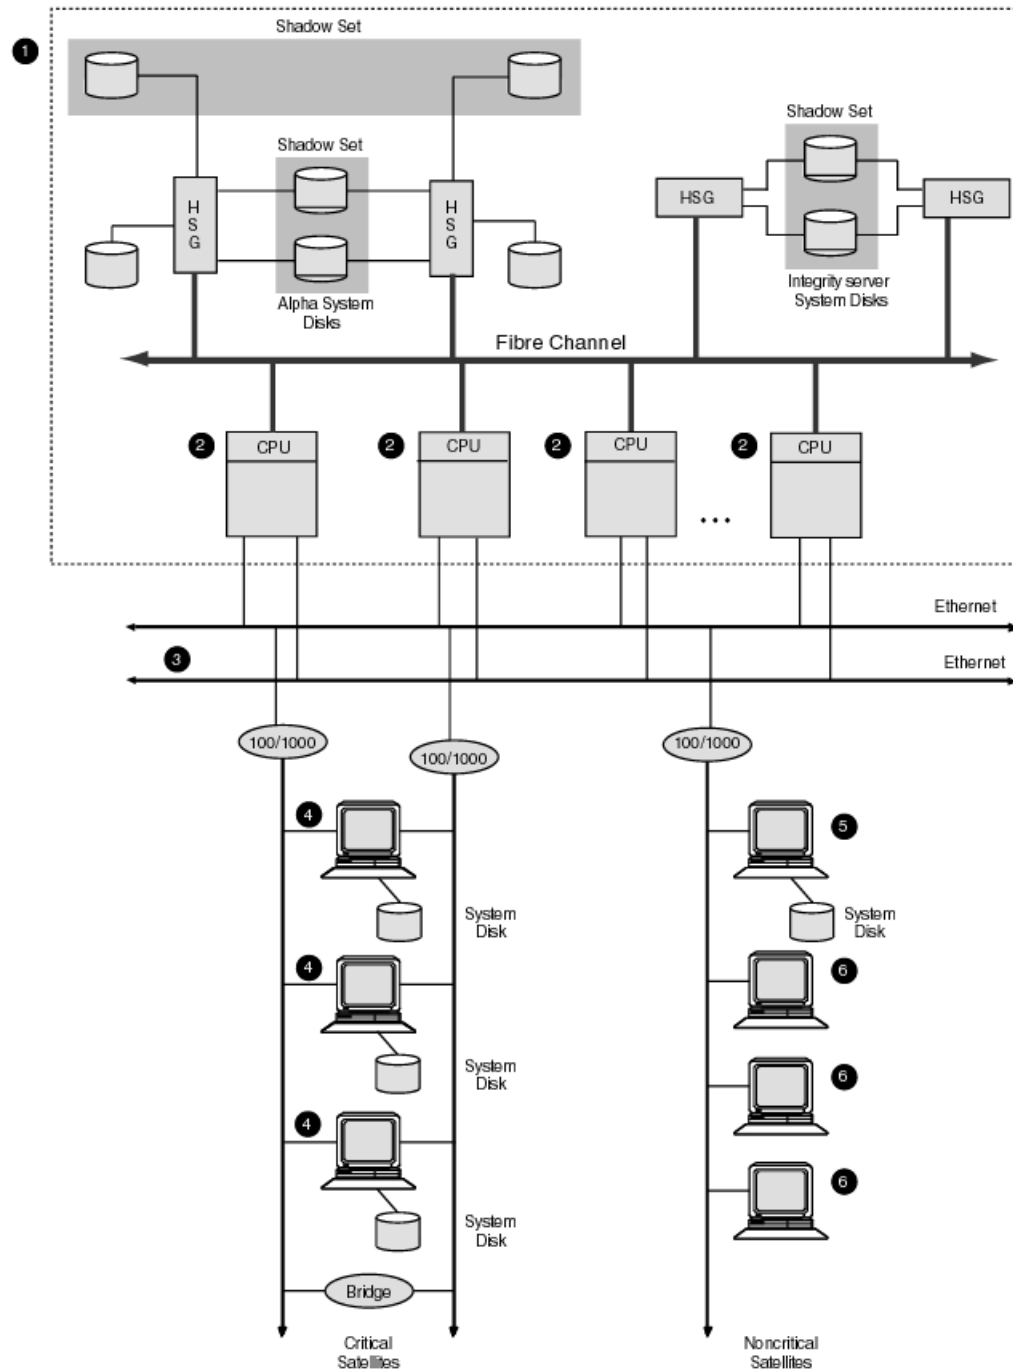 Shadow Set
1
Shadow Set
Shadow Set
HSG
HSG
HSG
HSG
Alpha System
Disks
Integrity server
System Disks
Fibre Channel
2
CPU
2
CPU
2
CPU
2
CPU
...
Ethernet
3
Ethernet
100/1000
100/1000
100/1000
4
5
System
Disk
System
Disk
4
6
System
Disk
6
4
6
System
Disk
Bridge
Critical
Satellites
Noncritical
Satellites